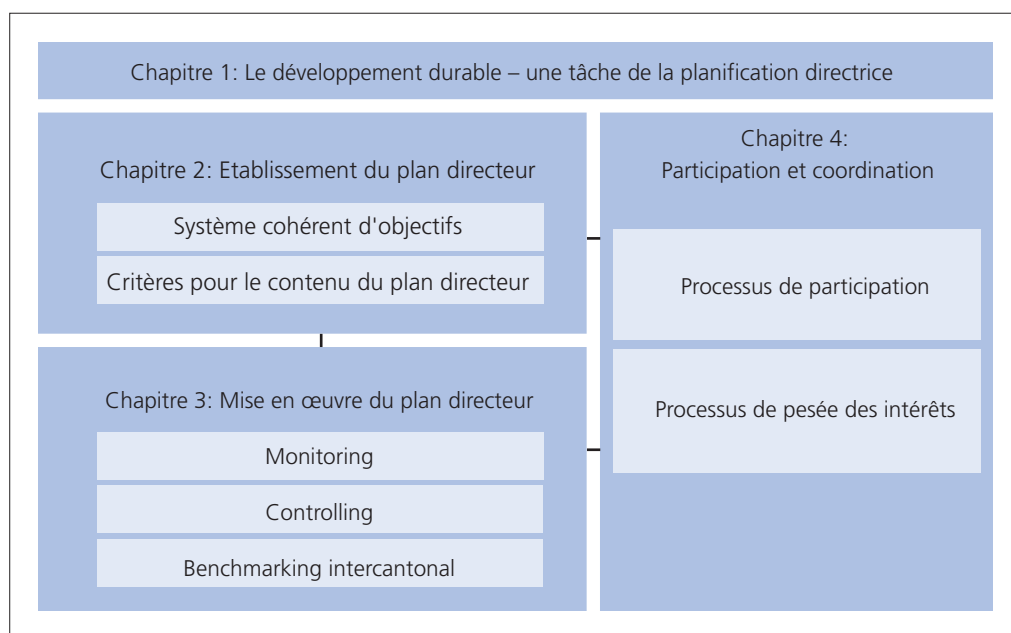 Chapitre 1: Le développement durable – une tâche de la planification directrice
Chapitre 2: Etablissement du plan directeur
Système cohérent d'objectifs
Critères pour le contenu du plan directeur
Chapitre 3: Mise en œuvre du plan directeur
Monitoring
Controlling
Benchmarking intercantonal
Chapitre 4:
Participation et coordination
Processus de participation
Processus de pesée des intérêts